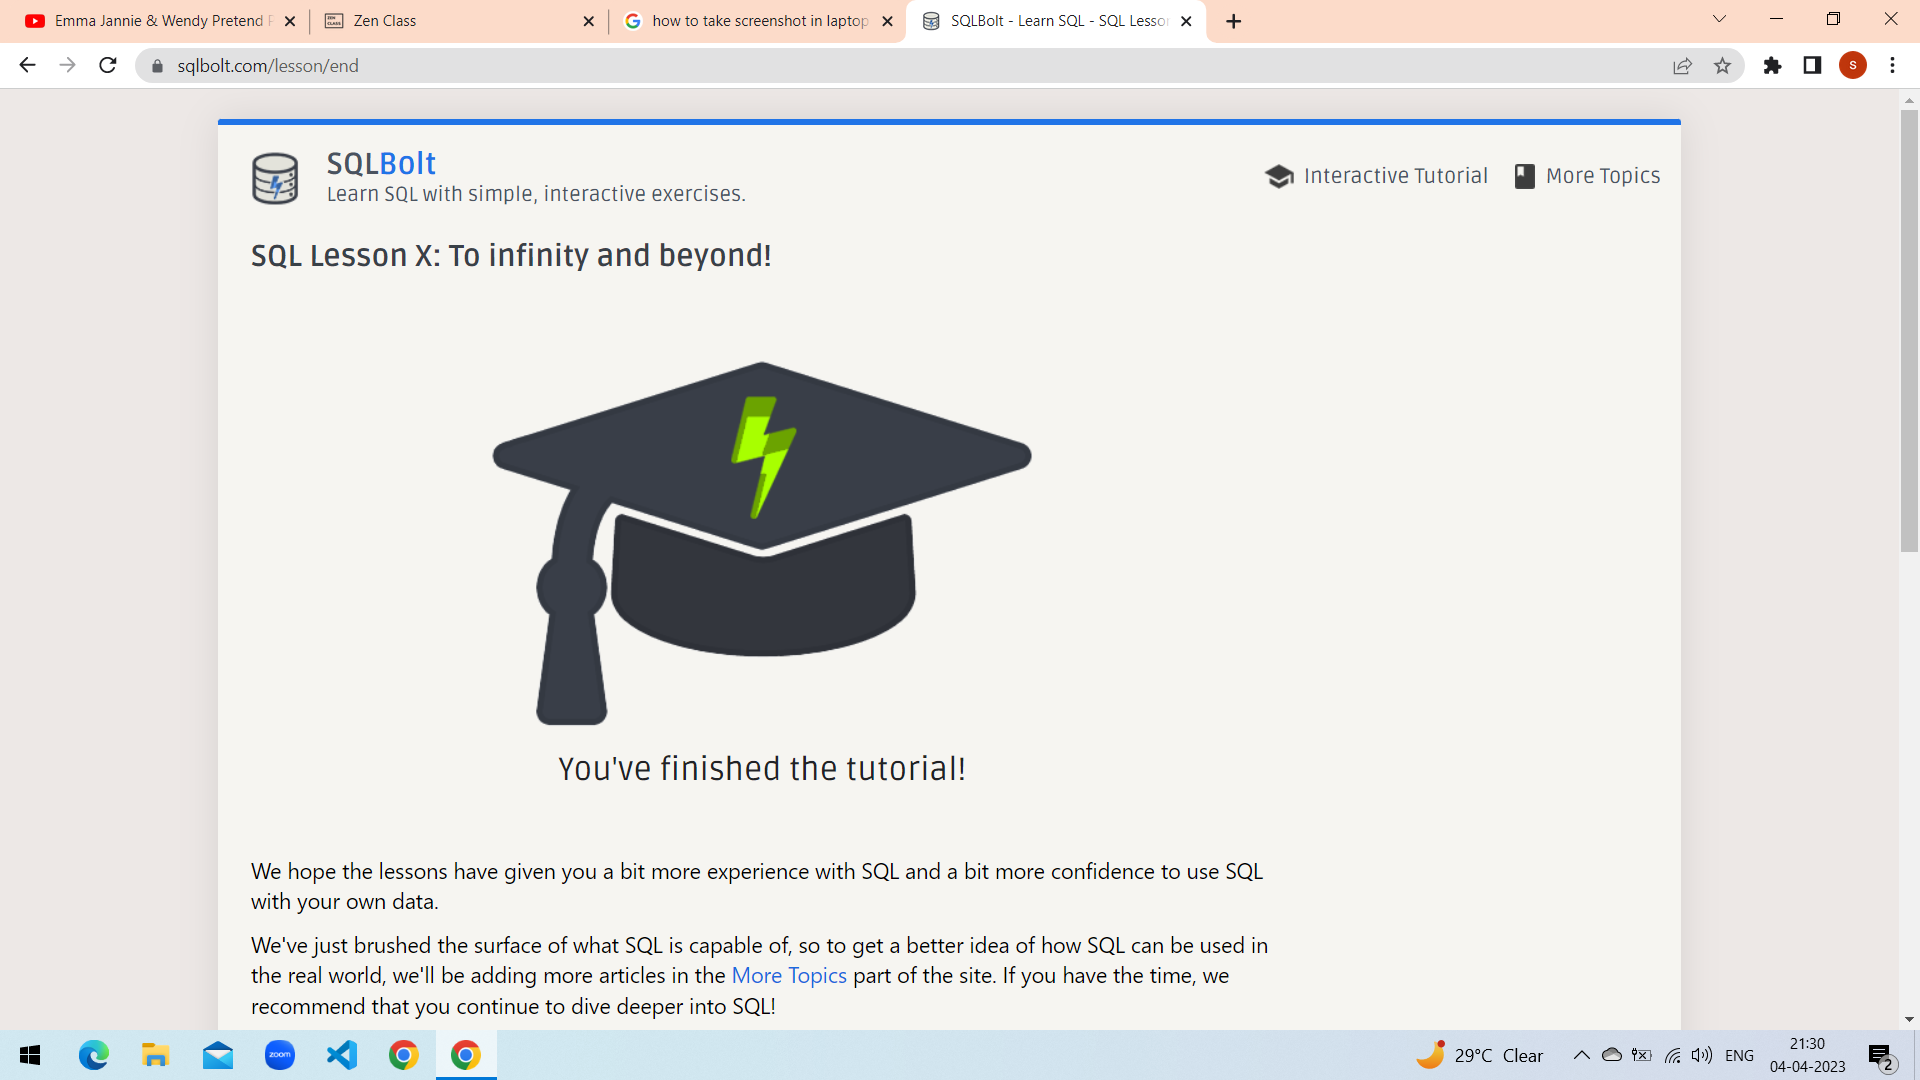 Emma Jannie & Wendy Pretend
Zen Class
how to take screenshot in laptop
SQLBolt - Learn SQL - SQL Lesson
sqlbolt.com/lesson/end
S
SQLBolt
Learn SQL with simple, interactive exercises.
Interactive Tutorial
More Topics
SQL Lesson X: To infinity and beyond!
You've finished the tutorial!
We hope the lessons have given you a bit more experience with SQL and a bit more confidence to use SQL
with your own data.
We've just brushed the surface of what SQL is capable of, so to get a better idea of how SQL can be used in
the real world, we'll be adding more articles in the More Topics part of the site. If you have the time, we
recommend that you continue to dive deeper into SQL!
zoom
29°C Clear
ENG
21:30
04-04-2023
2